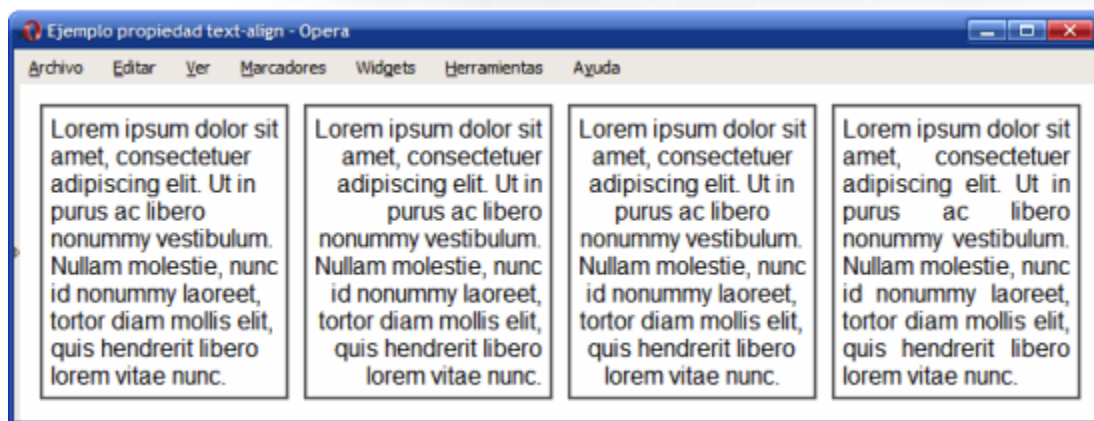 Ejemplo propiedad text-align - Opera
Archivo Editar Ver Marcadores Widgets Herramientas Ayuda
Lorem ipsum dolor sit
amet, consectetuer
adipiscing elit. Ut in
purus ac libero
nonummy vestibulum.
Nullam molestie, nunc
id nonummy laoreet,
tortor diam mollis elit,
quis hendrerit libero
lorem vitae nunc.
Lorem ipsum dolor sit
amet, consectetuer
adipiscing elit. Ut in
purus ac libero
nonummy vestibulum.
Nullam molestie, nunc
id nonummy laoreet,
tortor diam mollis elit,
quis hendrerit libero
lorem vitae nunc.
Lorem ipsum dolor sit
amet, consectetuer
adipiscing elit. Ut in
purus ac libero
nonummy vestibulum.
Nullam molestie, nunc
id nonummy laoreet,
tortor diam mollis elit,
quis hendrerit libero
lorem vitae nunc.
Lorem ipsum dolor sit
amet, consectetuer
adipiscing elit. Ut in
purus ac libero
nonummy vestibulum.
Nullam molestie, nunc
id nonummy laoreet,
tortor diam mollis elit,
quis hendrerit libero
lorem vitae nunc.